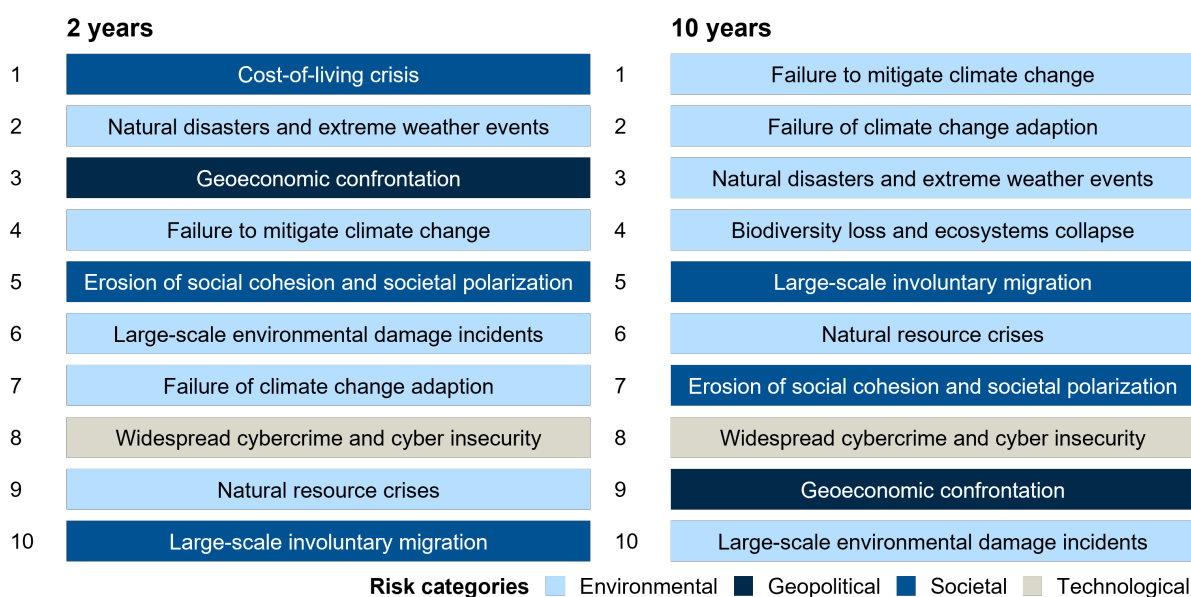 2 years
1 Cost-of-living crisis
2 Natural disasters and extreme weather events
3 Geoeconomic confrontation
4 Failure to mitigate climate change
5 Erosion of social cohesion and societal polarization
6 Large-scale environmental damage incidents
7 Failure of climate change adaption
8 Widespread cybercrime and cyber insecurity
9 Natural resource crises
10 Large-scale involuntary migration
10 years
1 Failure to mitigate climate change
2 Failure of climate change adaption
3 Natural disasters and extreme weather events
4 Biodiversity loss and ecosystems collapse
5 Large-scale involuntary migration
6 Natural resource crises
7 Erosion of social cohesion and societal polarization
8 Widespread cybercrime and cyber insecurity
9 Geoeconomic confrontation
10 Large-scale environmental damage incidents
Risk categories Environmental Geopolitical Societal Technological